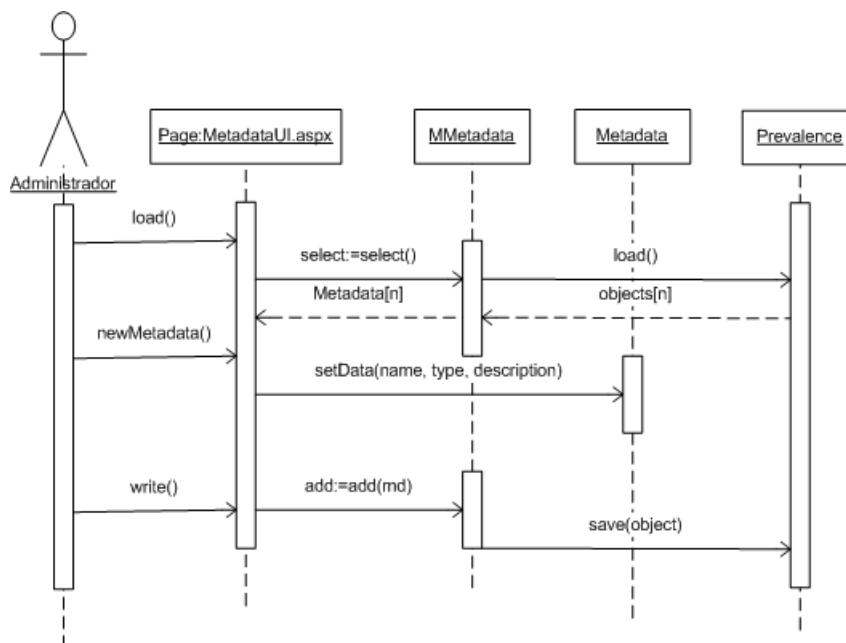 Page:MetadataUI.aspx
MMetadata
Metadata
Prevalence
Administrador
load()
select:=select()
load()
Metadata[n]
objects[n]
newMetadata()
setData(name, type, description)
write()
add:=add(md)
save(object)